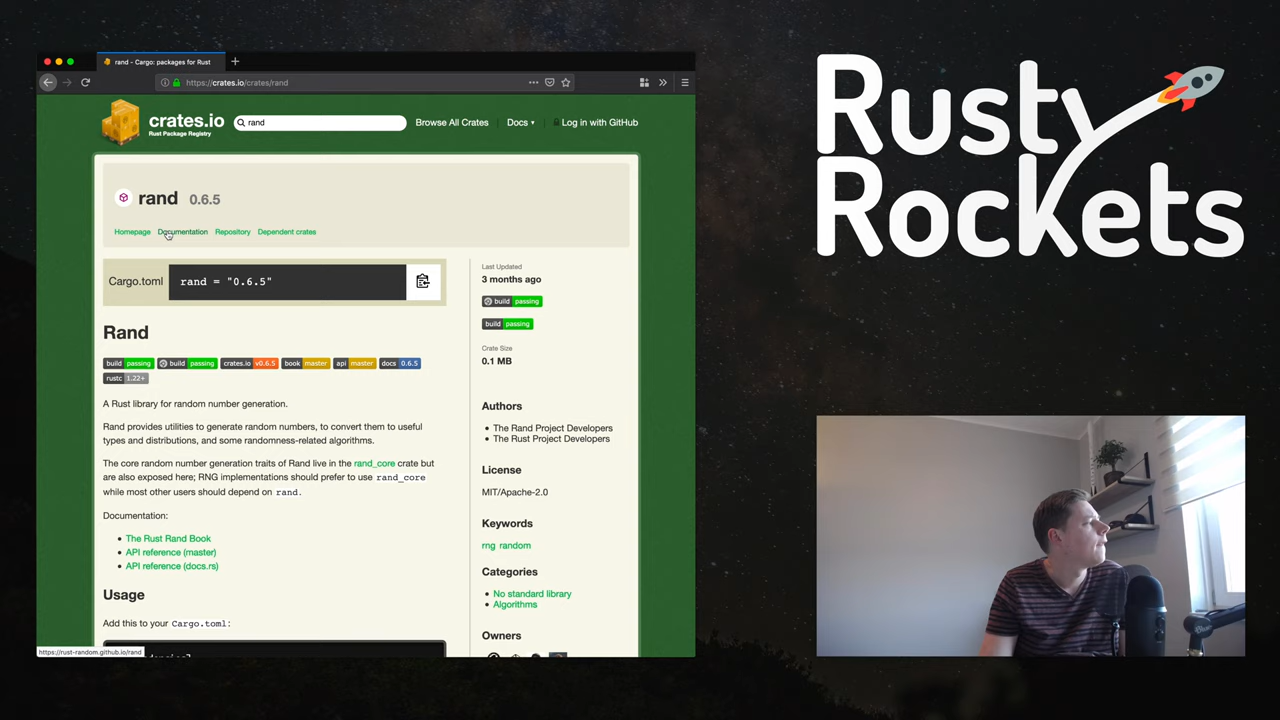 rand - Cargo: packages for Rust
https://crates.io/crates/rand
crates.io
Rust Package Registry
rand
Browse All Crates
Docs
Log in with GitHub
rand 0.6.5
Homepage Documentation Repository Dependent crates
Cargo.toml
rand = "0.6.5"
Rand
build passing build passing crates.io v0.6.5 book master api master docs 0.6.5
rustc 1.22+
A Rust library for random number generation.
Rand provides utilities to generate random numbers, to convert them to useful
types and distributions, and some randomness-related algorithms.
The core random number generation traits of Rand live in the rand_core crate but
are also exposed here; RNG implementations should prefer to use rand_core
while most other users should depend on rand.
Documentation:
The Rust Rand Book
API reference (master)
API reference (docs.rs)
Usage
Add this to your Cargo.toml:
https://rust-random.github.io/rand
Last Updated
3 months ago
build passing
build passing
Crate Size
0.1 MB
Authors
The Rand Project Developers
The Rust Project Developers
License
MIT/Apache-2.0
Keywords
rng random
Categories
No standard library
Algorithms
Owners
Rusty
Rockets
Blue